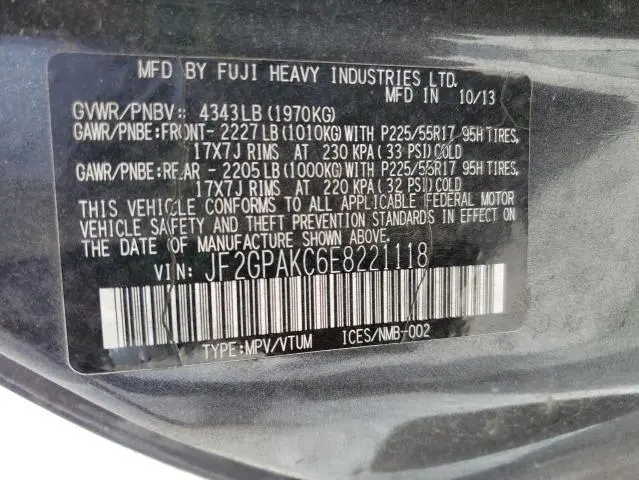 MFD BY FUJI HEAVY INDUSTRIES LTD.
MFD IN 10/13
GVWR/PNBV: 4343LB (1970KG)
GAWR/PNBE:FRONT- 2227LB (1010KG) WITH P225/55R17 95H TIRES,
17X7J RIMS AT 230 KPA (33 PSI) COLD
GAWR/PNBE:REAR - 2205LB (1000KG) WITH P225/55R17 95H TIRES,
17X7J RIMS AT 220 KPA (32 PSI) COLD
THIS VEHICLE CONFORMS TO ALL APPLICABLE FEDERAL MOTOR
VEHICLE SAFETY AND THEFT PREVENTION STANDARDS IN EFFECT ON
THE DATE OF MANUFACTURE SHOWN ABOVE.
VIN: JF2GPAKC6E8221118
TYPE:MPV/VTUM ICES/NMB-002